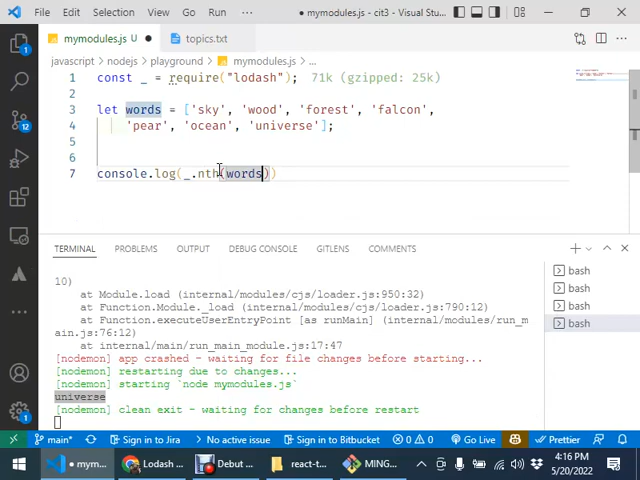 File Edit Selection View Go ... ● mymodules.js - cit3 - Visual Stu...
mymodules.js ● topics.txt
javascript > nodejs > playground > mymodules.js > ...
1 const _ = require("lodash"); 71k (gzipped: 25k)
2
3 let words = ['sky', 'wood', 'forest', 'falcon',
4 'pear', 'ocean', 'universe'];
5
6
7 console.log(_.nth(words))
TERMINAL PROBLEMS OUTPUT DEBUG CONSOLE GITLENS COMMENTS
10)
at Module.load (internal/modules/cjs/loader.js:950:32)
at Function.Module._load (internal/modules/cjs/loader.js:790:12)
at Function.executeUserEntryPoint [as runMain] (internal/modules/run_m
ain.js:76:12)
at internal/main/run_main_module.js:17:47
[nodemon] app crashed - waiting for file changes before starting...
[nodemon] restarting due to changes...
[nodemon] starting `node mymodules.js`
universe
[nodemon] clean exit - waiting for changes before restart
bash
bash
bash
bash
main* Sign in to Jira No active issue Sign in to Bitbucket 0 0 Go Live Prettier
● mym... Lodash ... Debut ... react-t... MING... 4:16 PM
5/20/2022